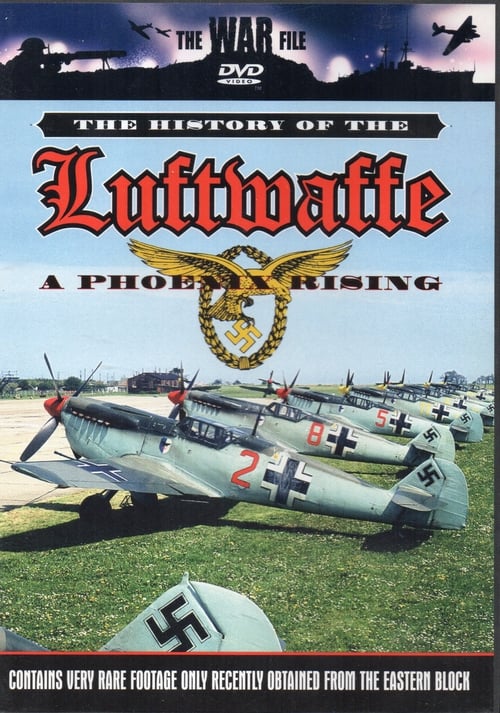 THE WAR FILE
DVD
VIDEO
TM
THE HISTORY OF THE
Luftwaffe
A PHOENIX RISING
2
8
5
CONTAINS VERY RARE FOOTAGE ONLY RECENTLY OBTAINED FROM THE EASTERN BLOCK